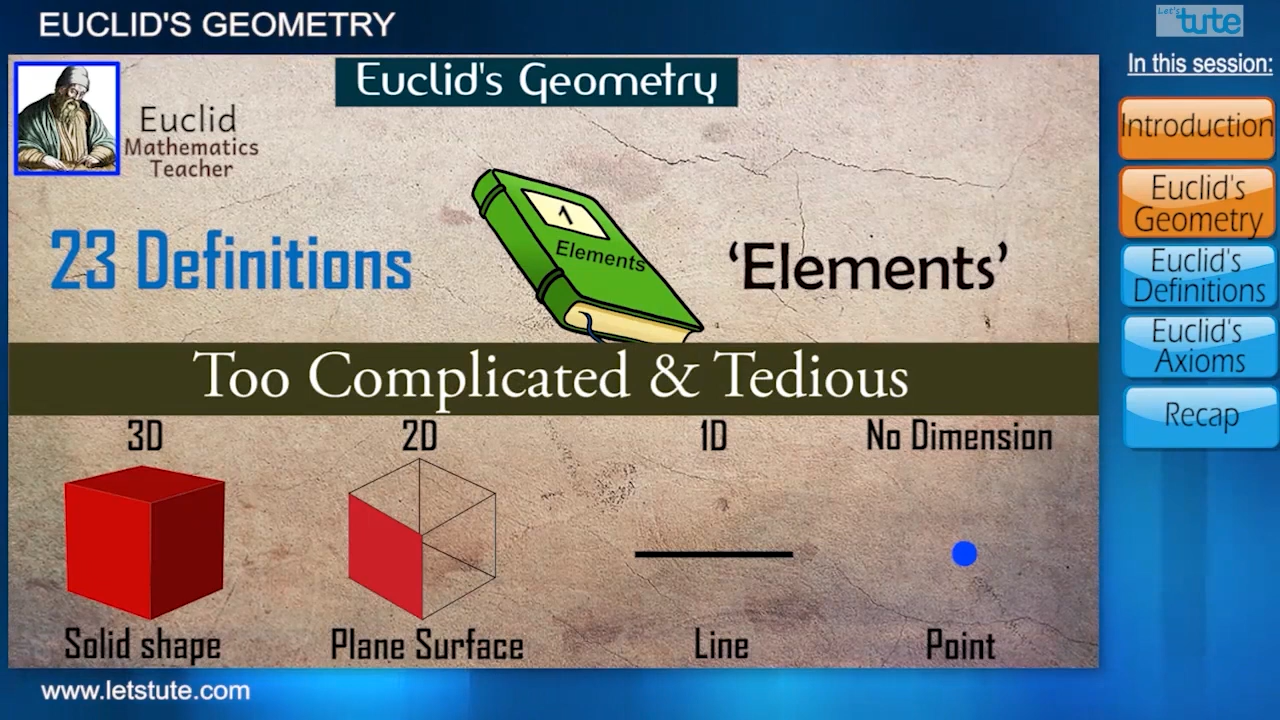 EUCLID'S GEOMETRY
Let's
tute
In this session:
Introduction
Euclid's
Geometry
Euclid's
Definitions
Euclid's
Axioms
Recap
Euclid's Geometry
Euclid
Mathematics
Teacher
23 Definitions
1
Elements
‘Elements’
Too Complicated & Tedious
3D
2D
1D
No Dimension
Solid shape
Plane Surface
Line
Point
www.letstute.com